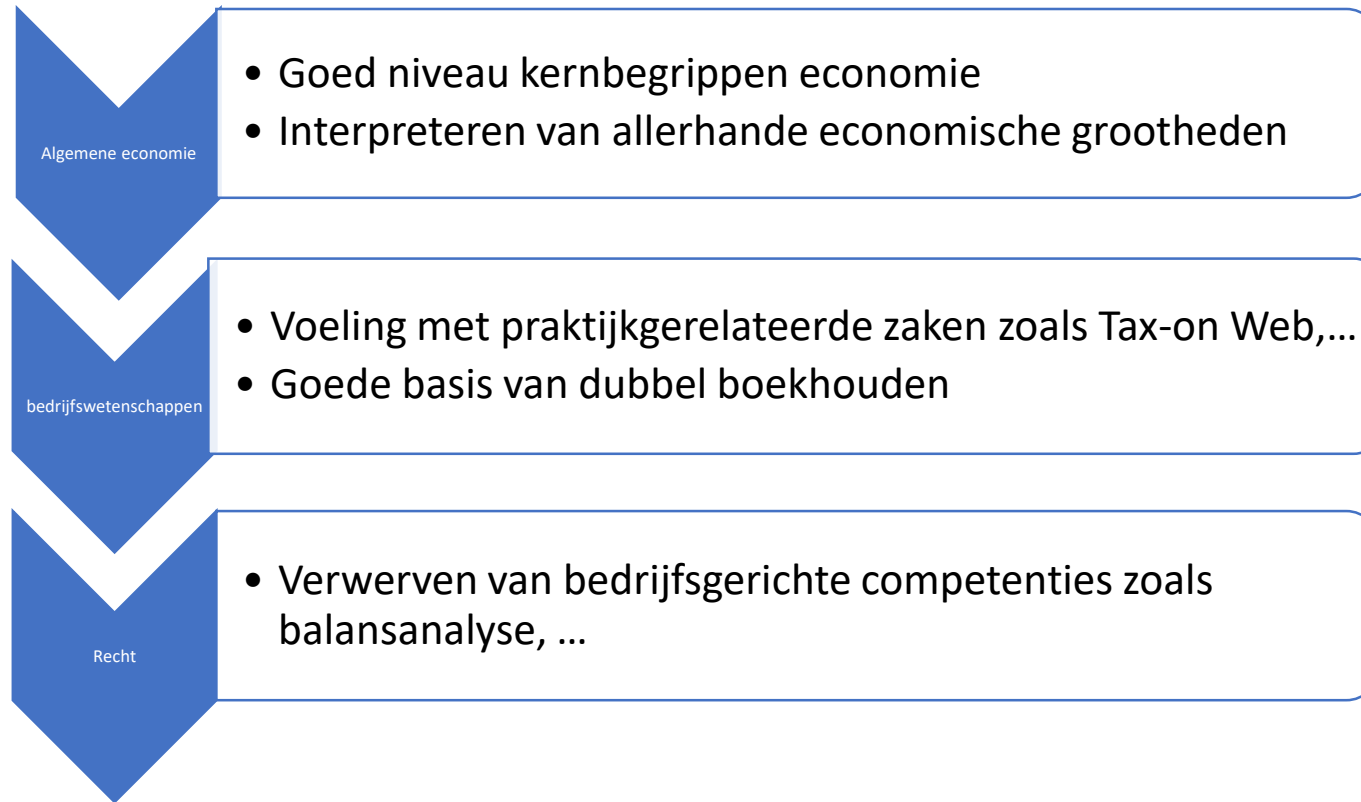 Algemene economie
• Goed niveau kernbegrippen economie
• Interpreteren van allerhande economische grootheden
bedrijfswetenschappen
• Voeling met praktijkgerelateerde zaken zoals Tax-on Web,...
• Goede basis van dubbel boekhouden
Recht
• Verwerven van bedrijfsgerichte competenties zoals
balansanalyse, ...